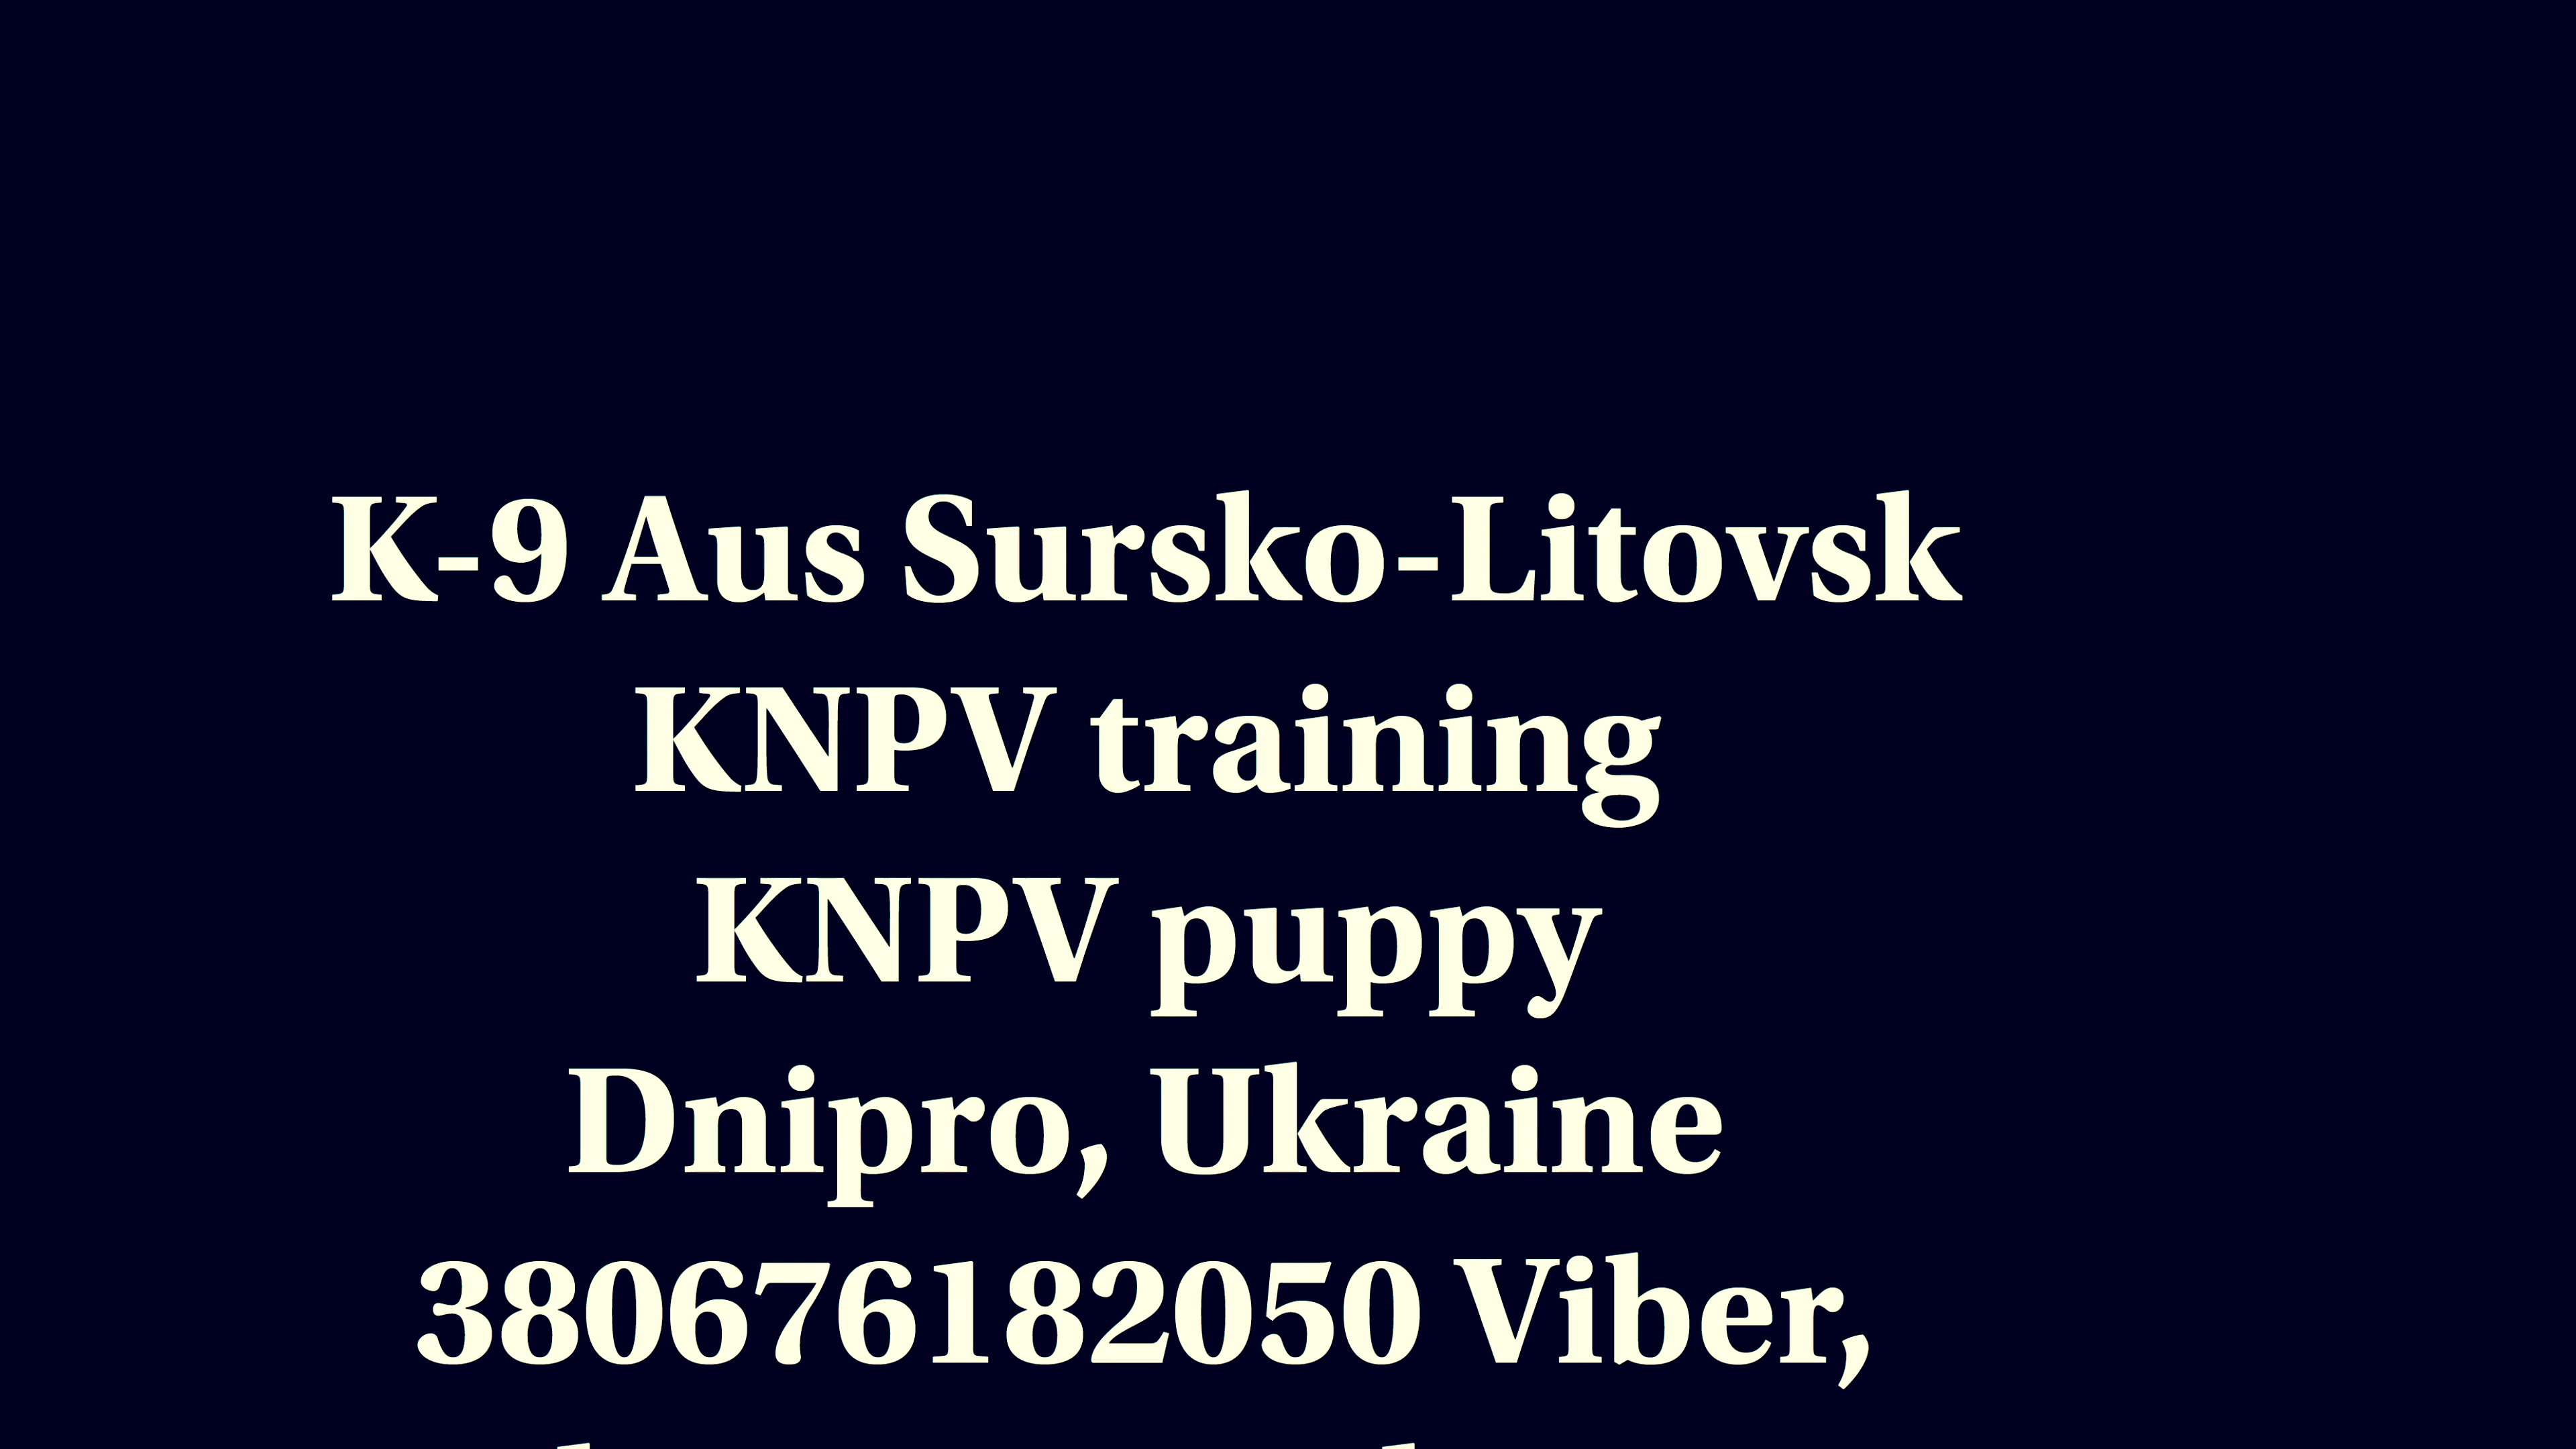 K-9 Aus Sursko-Litovsk
KNPV training
KNPV puppy
Dnipro, Ukraine
380676182050 Viber,